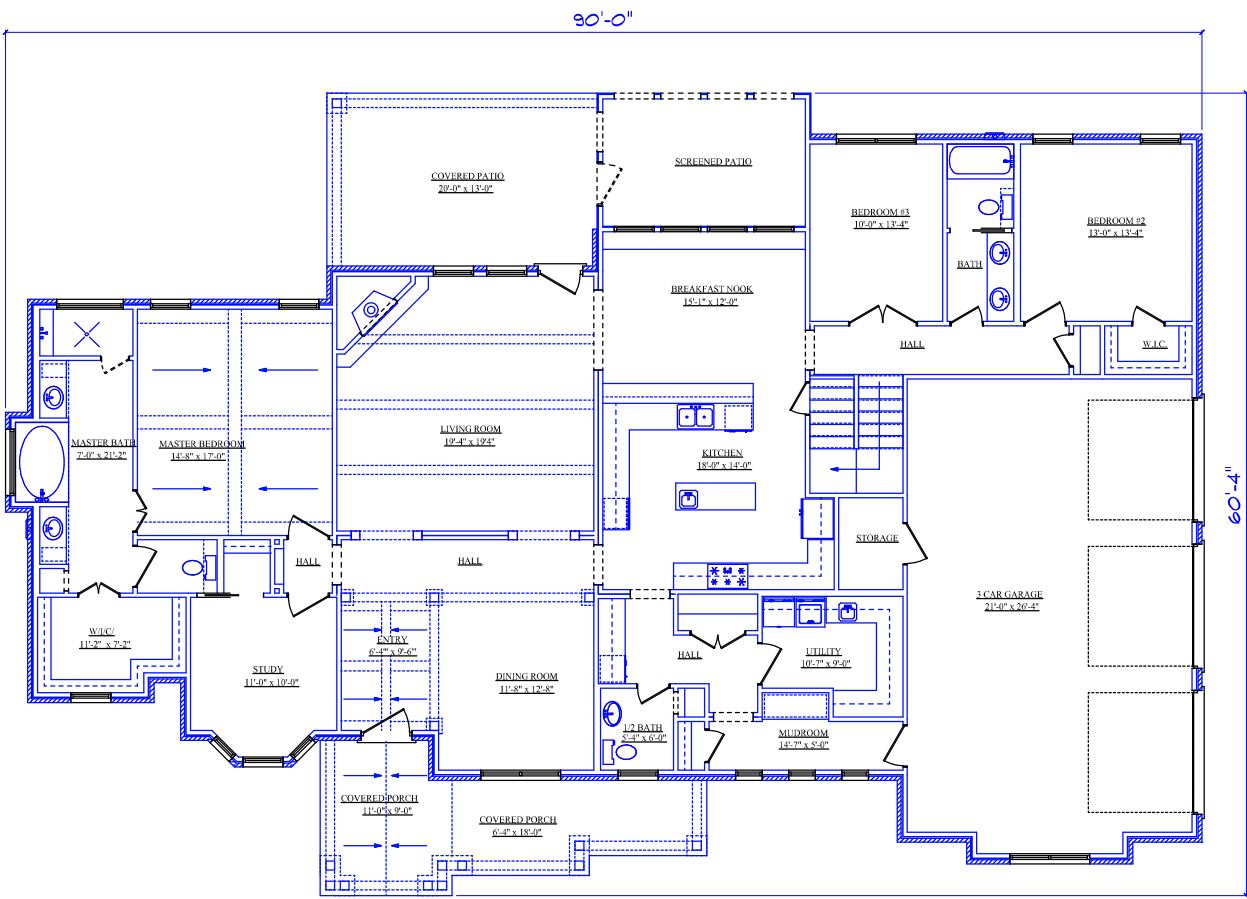 90'-0"
SCREENED PATIO
COVERED PATIO
20'-0" x 13'-0"
BEDROOM #3
10'-0" x 13'-4"
BEDROOM #2
13'-0" x 13'-4"
BATH
BREAKFAST NOOK
15'-1" x 12'-0"
HALL
W.I.C.
LIVING ROOM
19'-4" x 19'4"
MASTER BATH
7'-0" x 21'-2"
MASTER BEDROOM
14'-8" x 17'-0"
KITCHEN
18'-0" x 14'-0"
60'-4"
STORAGE
HALL
HALL
3 CAR GARAGE
21'-0" x 26'-4"
W/I/C/
11'-2" x 7'-2"
ENTRY
6'-4'" x 9'-6"
HALL
UTILITY
10'-7" x 9'-0"
STUDY
11'-0" x 10'-0"
DINING ROOM
11'-8" x 12'-8"
1/2 BATH
5'-4" x 6'-0"
MUDROOM
14'-7" x 5'-0"
COVERED PORCH
11'-0" x 9'-0"
COVERED PORCH
6'-4" x 18'-0"